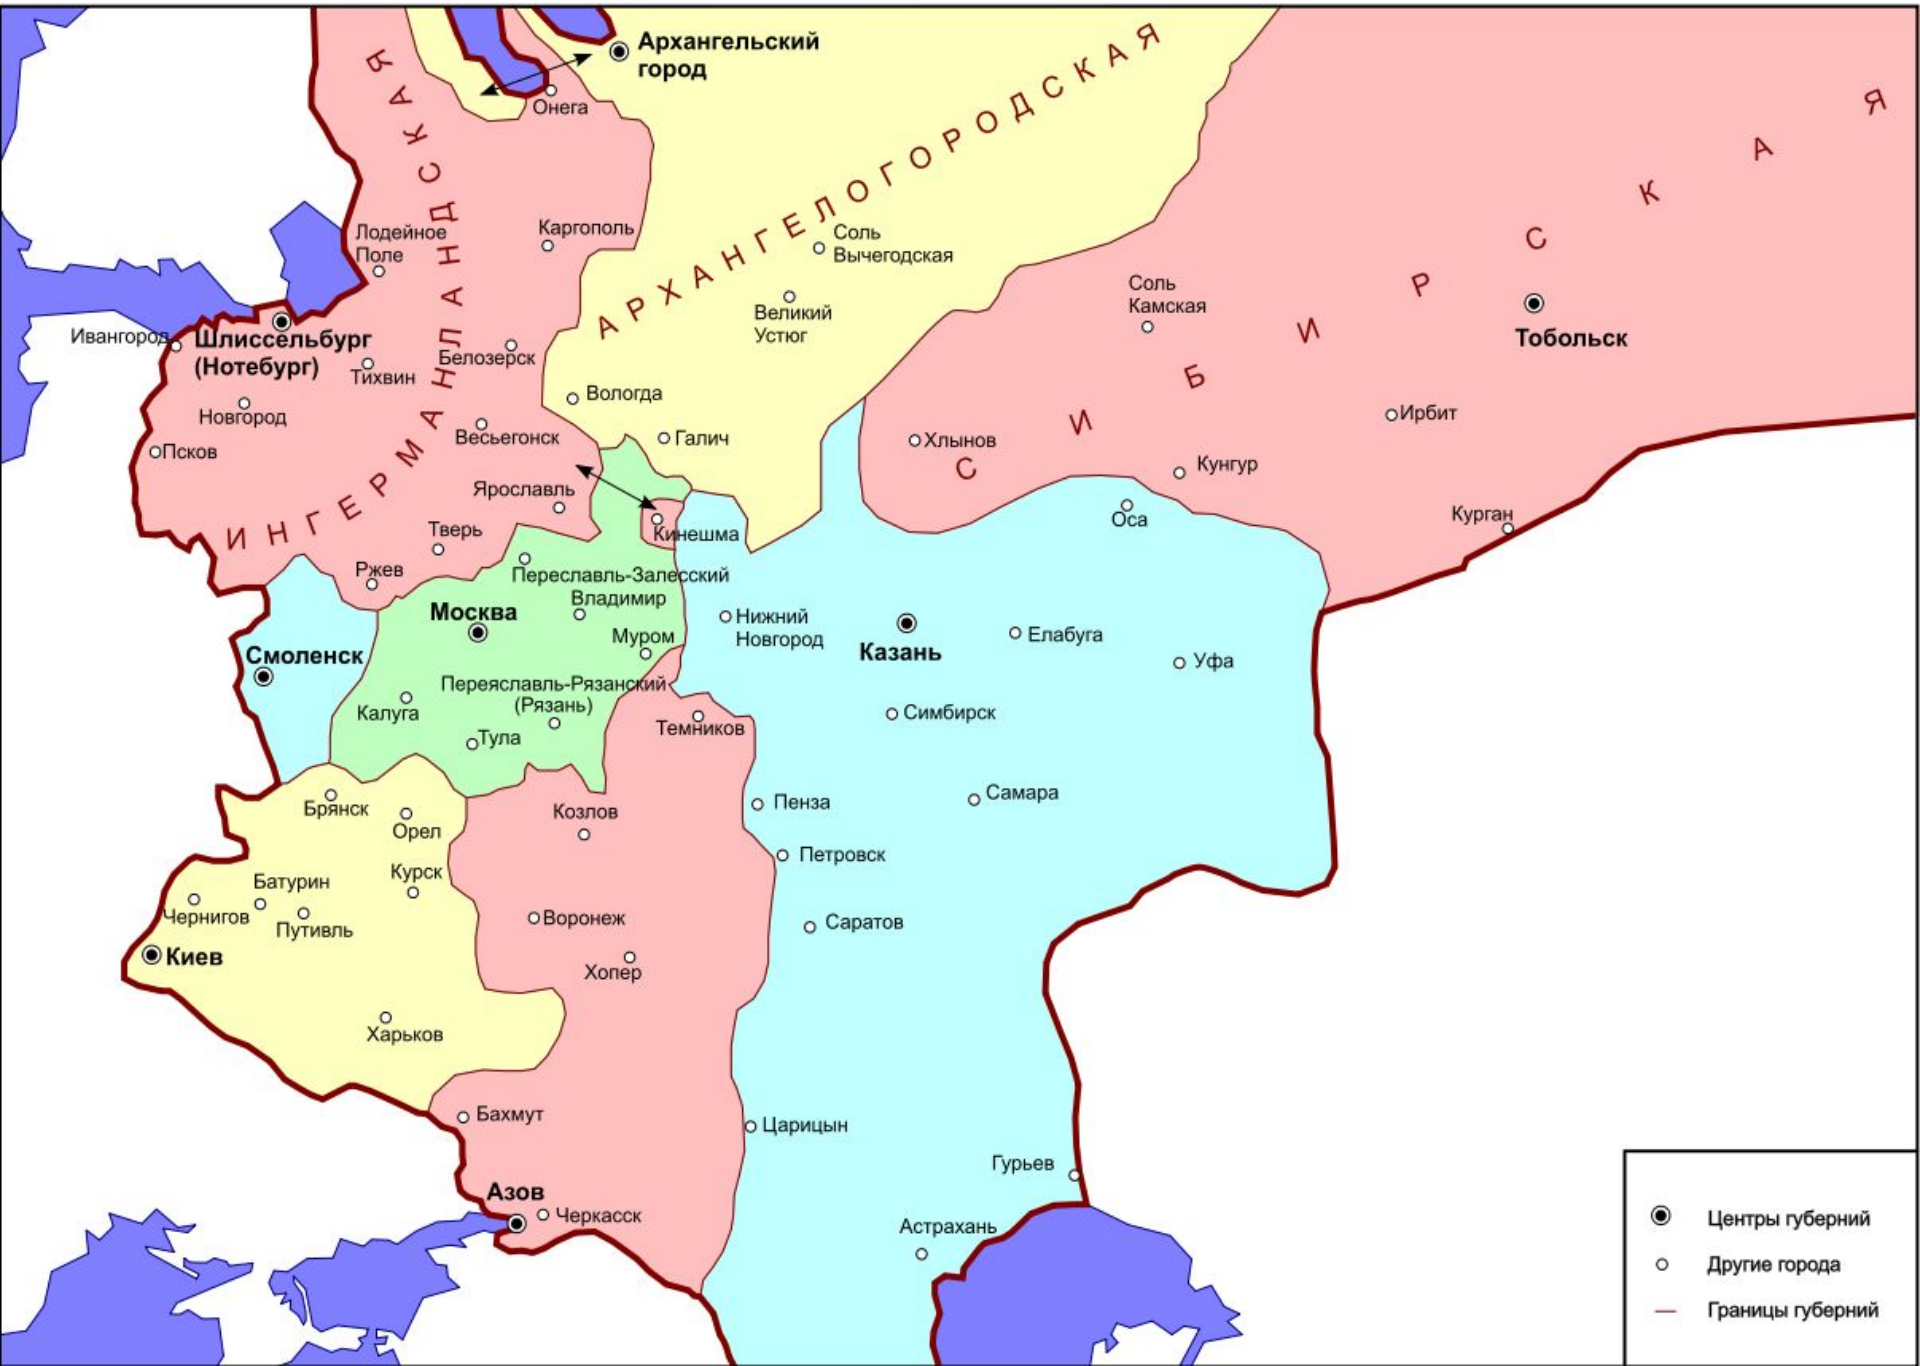 Архангельский
город
Онега
ИНГЕРМАНЛАНДСКАЯ
АРХАНГЕЛОГОРОДСКАЯ
СИБИРСКАЯ
Лодейное
Поле
Каргополь
Соль
Вычегодская
Великий
Устюг
Соль
Камская
Тобольск
Ивангород
Шлиссельбург
(Нотебург)
Тихвин
Белозерск
Новгород
Вологда
Ирбит
Псков
Весьегонск
Галич
Хлынов
Кунгур
Ярославль
Оса
Курган
Тверь
Кинешма
Ржев
Переславль-Залесский
Москва
Владимир
Муром
Нижний
Новгород
Казань
Елабуга
Уфа
Смоленск
Переяславль-Рязанский
(Рязань)
Калуга
Тула
Темников
Симбирск
Брянск
Орел
Козлов
Пенза
Самара
Курск
Петровск
Батурин
Чернигов
Путивль
Воронеж
Саратов
Киев
Хопер
Харьков
Бахмут
Царицын
Гурьев
Азов
Черкасск
Астрахань
Центры губерний
Другие города
Границы губерний